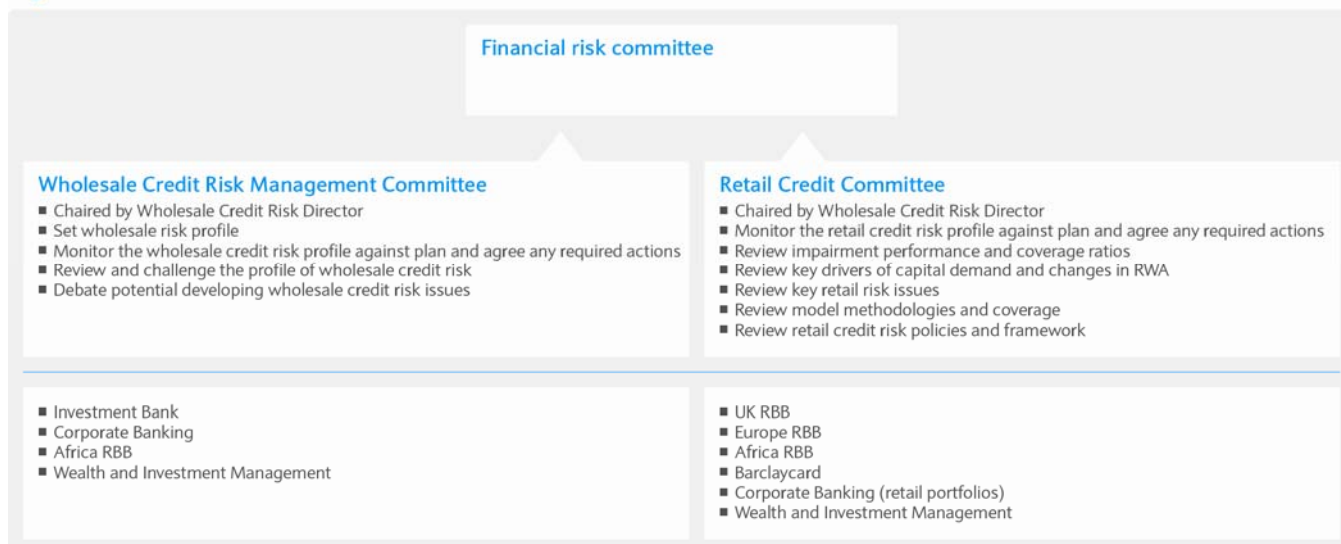 Financial risk committee
Wholesale Credit Risk Management Committee
■ Chaired by Wholesale Credit Risk Director
■ Set wholesale risk profile
■ Monitor the wholesale credit risk profile against plan and agree any required actions
■ Review and challenge the profile of wholesale credit risk
■ Debate potential developing wholesale credit risk issues
Retail Credit Committee
■ Chaired by Wholesale Credit Risk Director
■ Monitor the retail credit risk profile against plan and agree any required actions
■ Review impairment performance and coverage ratios
■ Review key drivers of capital demand and changes in RWA
■ Review key retail risk issues
■ Review model methodologies and coverage
■ Review retail credit risk policies and framework
■ Investment Bank
■ Corporate Banking
■ Africa RBB
■ Wealth and Investment Management
■ UK RBB
■ Europe RBB
■ Africa RBB
■ Barclaycard
■ Corporate Banking (retail portfolios)
■ Wealth and Investment Management